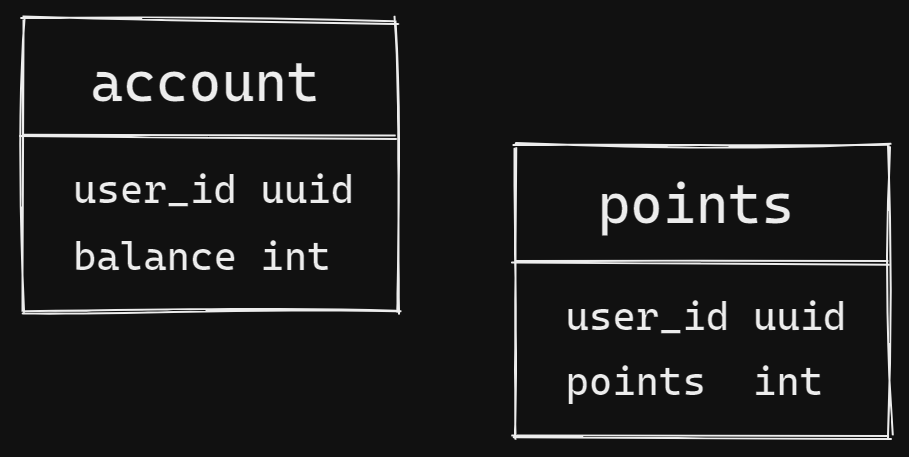 account
user_id uuid
balance int
points
user_id uuid
points  int